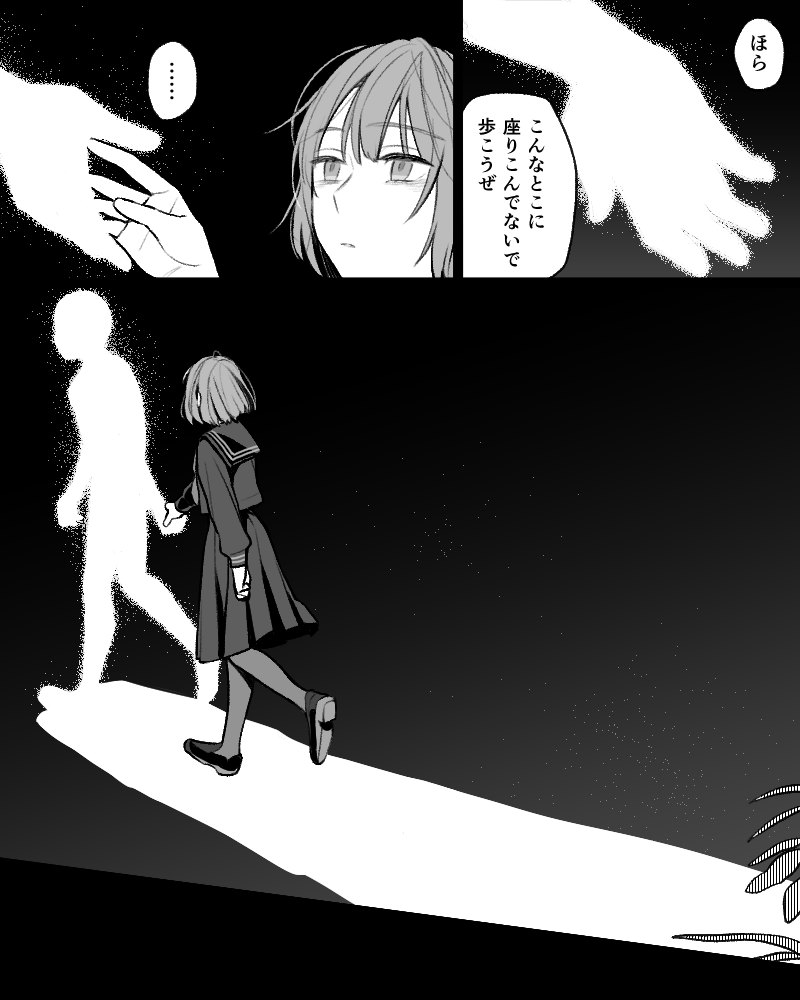 ほら
こんなとこに
座りこんでないで
歩こうぜ
……